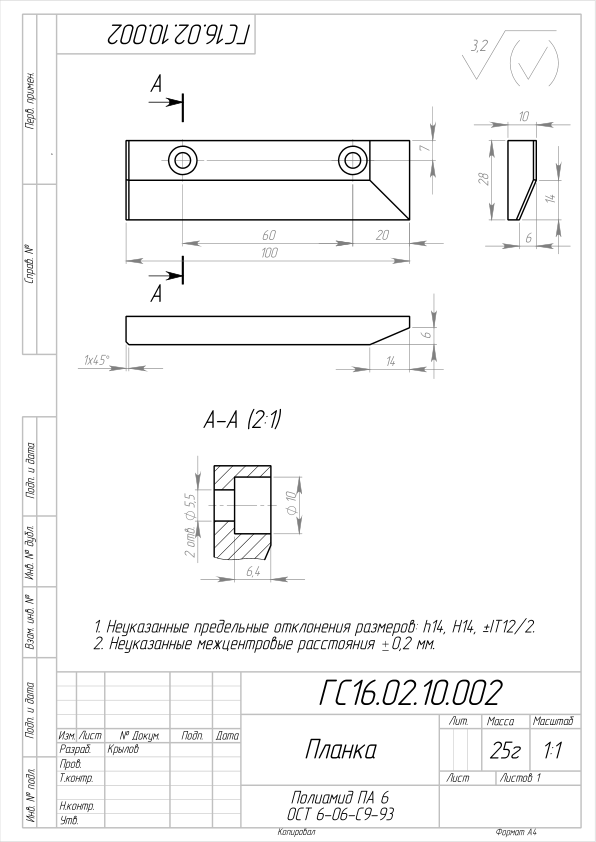 ГС16.02.10.002
3,2
Перв. примен.
Справ. №
А
7
60
20
100
А
10
28
14
6
1x45°
14
6
А-А (2:1)
2 отв. ф 5,5
ф 10
6,4
1. Неуказанные предельные отклонения размеров: h14, H14, ±IT12/2.
2. Неуказанные межцентровые расстояния ±0,2 мм.
Подп. и дата
Инв. № дубл.
Взам. инв. №
Подп. и дата
Инв. № подл.
ГС16.02.10.002
Изм. Лист № Докум. Подп. Дата
Разраб. Крылов
Пров.
Т.контр.
Н.контр.
Утв.
Планка
Лит. Масса Масштаб
25г 1:1
Лист Листов 1
Полиамид ПА 6
ОСТ 6-06-С9-93
Копировал Формат А4